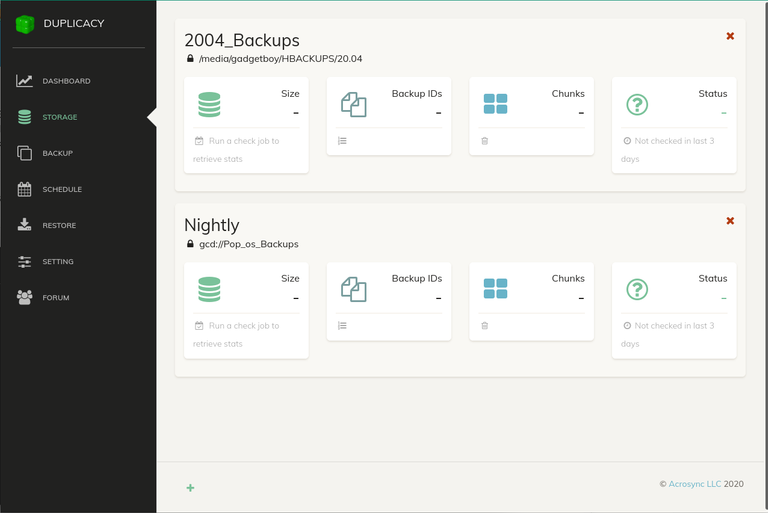 DUPLICACY
DASHBOARD
STORAGE
BACKUP
SCHEDULE
RESTORE
SETTING
FORUM
2004_Backups
/media/gadgetboy/HBACKUPS/20.04
Size
–
Run a check job to
retrieve stats
Backup IDs
–
Chunks
–
Status
–
Not checked in last 3
days
Nightly
gcd://Pop_os_Backups
Size
–
Run a check job to
retrieve stats
Backup IDs
–
Chunks
–
Status
–
Not checked in last 3
days
© Acrosync LLC 2020